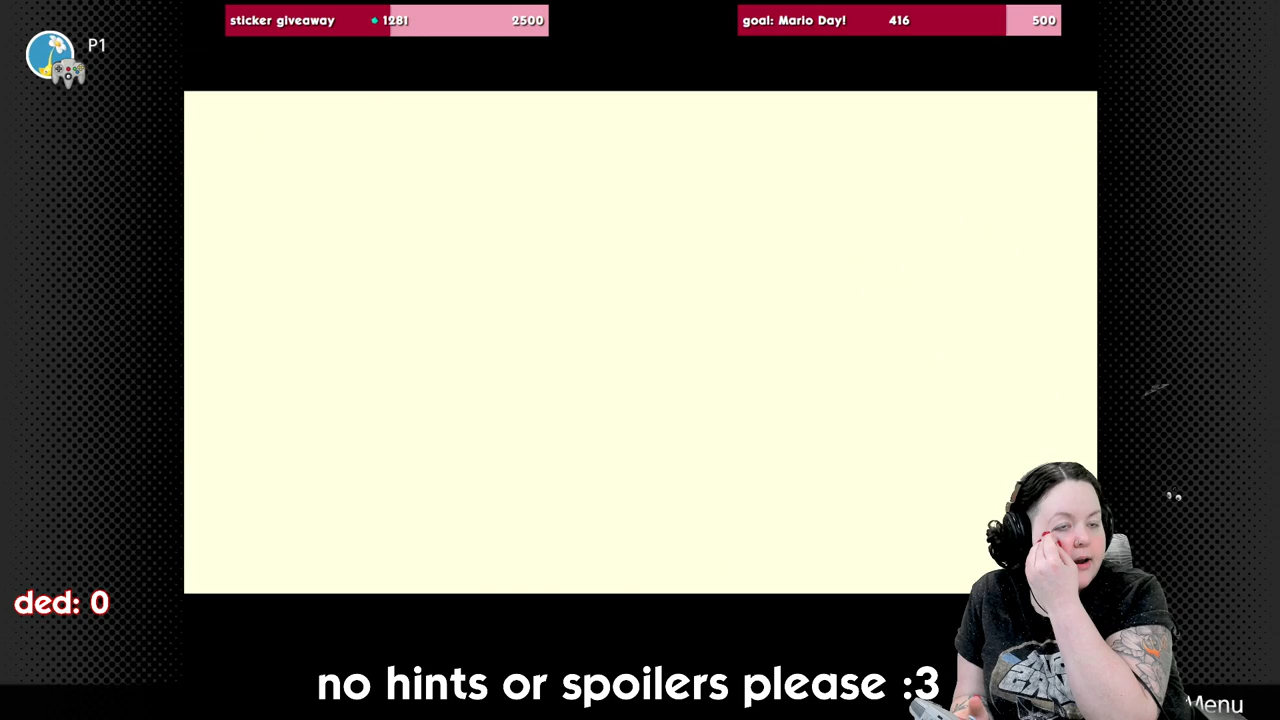 sticker giveaway 1281 2500
goal: Mario Day! 416 500
P1
ded: 0
no hints or spoilers please :3
Menu